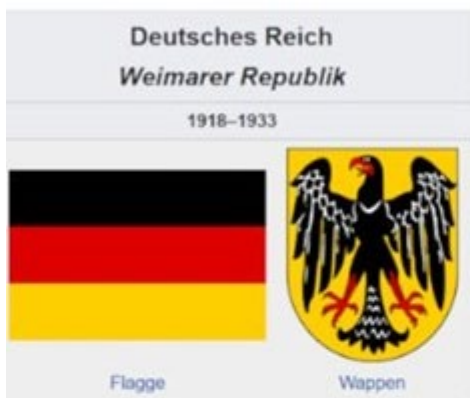 Deutsches Reich
Weimarer Republik
1918–1933
Flagge
Wappen